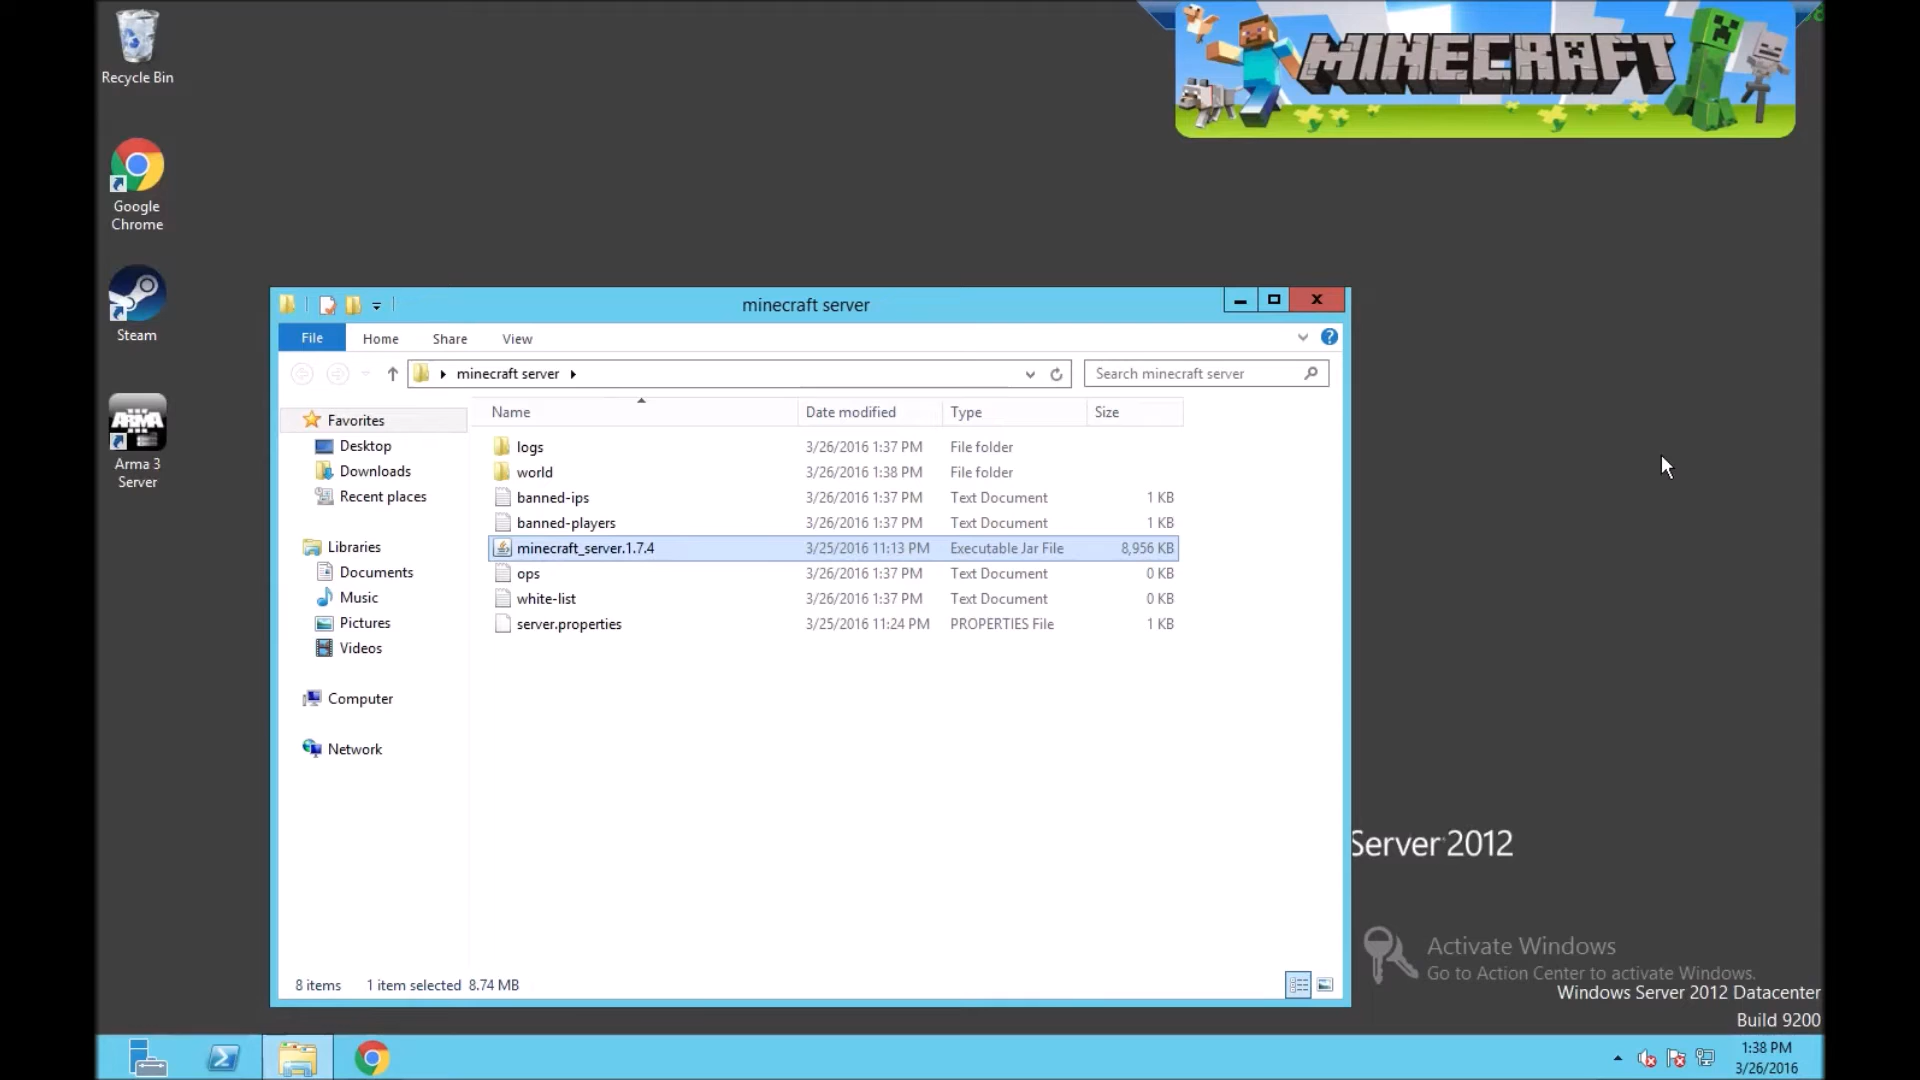 Recycle Bin
MINECRAFT
Google
Chrome
Steam
ARMA
III
Arma 3
Server
minecraft server
File
Home
Share
View
minecraft server
Search minecraft server
Name
Date modified
Type
Size
Favorites
Desktop
Downloads
Recent places
Libraries
Documents
Music
Pictures
Videos
Computer
Network
logs 3/26/2016 1:37 PM File folder
world 3/26/2016 1:38 PM File folder
banned-ips 3/26/2016 1:37 PM Text Document 1 KB
banned-players 3/26/2016 1:37 PM Text Document 1 KB
minecraft_server.1.7.4 3/25/2016 11:13 PM Executable Jar File 8,956 KB
ops 3/26/2016 1:37 PM Text Document 0 KB
white-list 3/26/2016 1:37 PM Text Document 0 KB
server.properties 3/25/2016 11:24 PM PROPERTIES File 1 KB
8 items 1 item selected 8.74 MB
Server 2012
Activate Windows
Go to Action Center to activate Windows.
Windows Server 2012 Datacenter
Build 9200
1:38 PM
3/26/2016